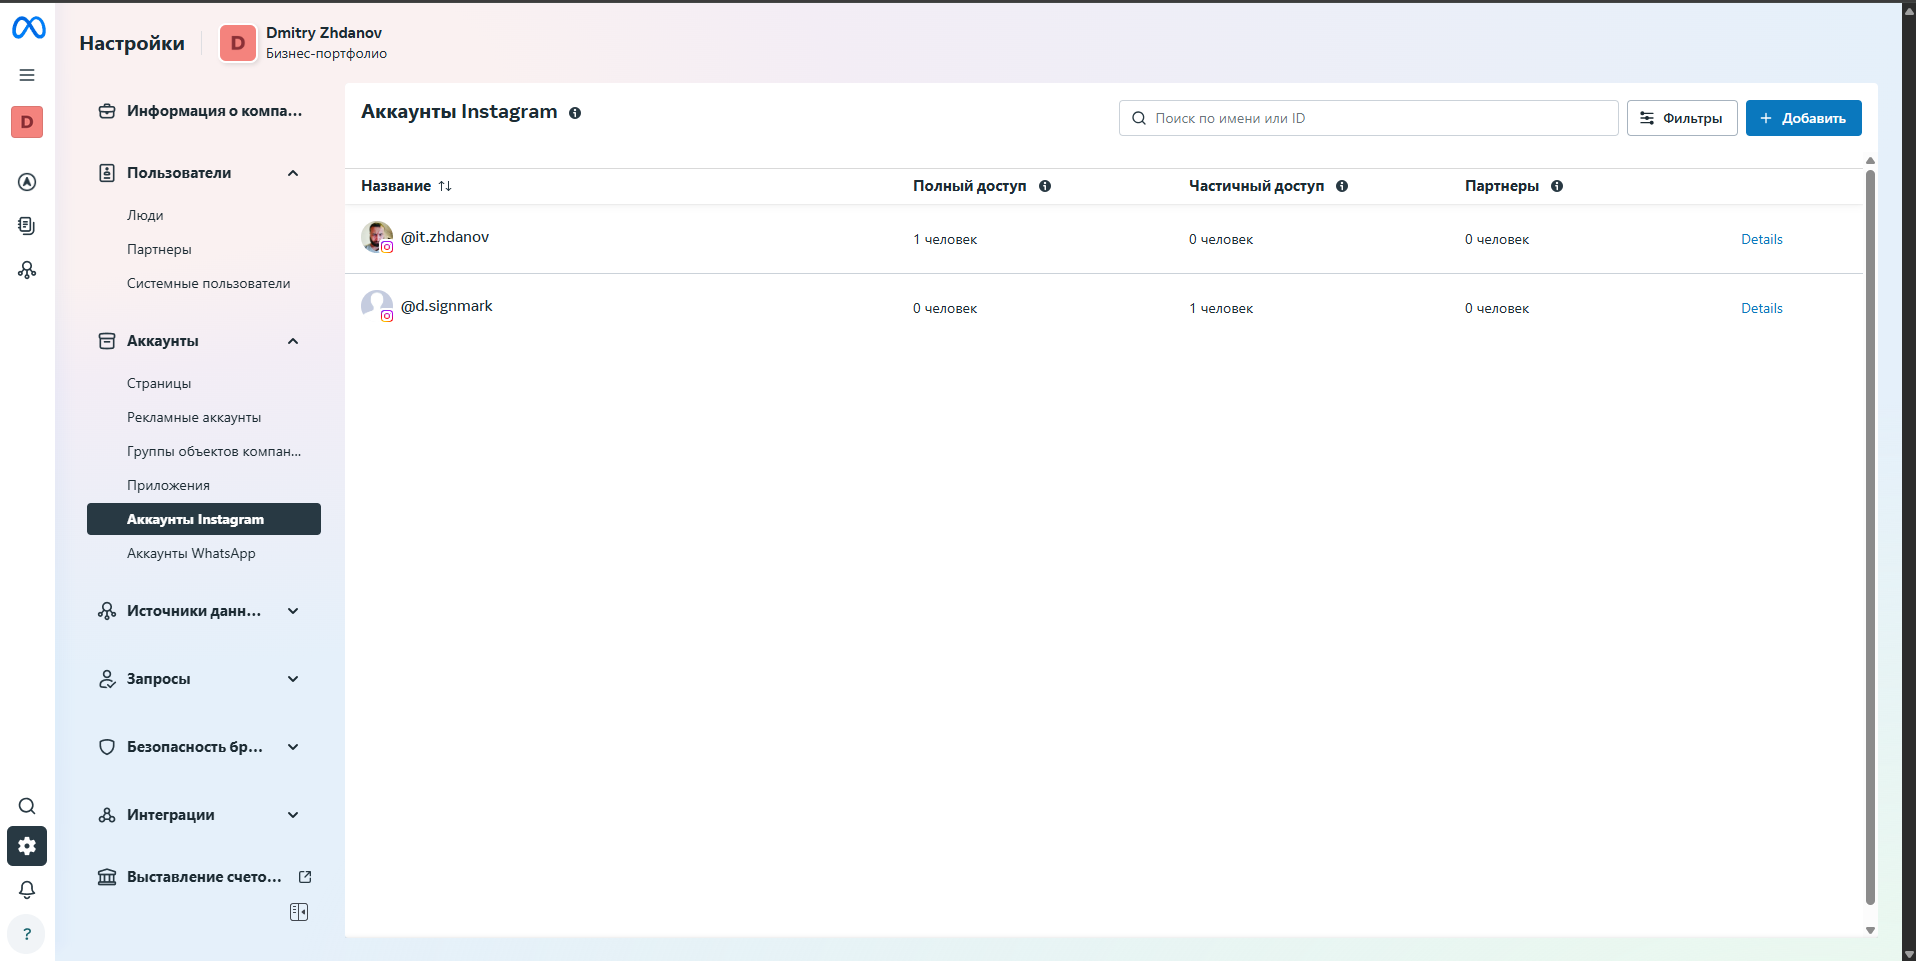 Настройки
D
Dmitry Zhdanov
Бизнес-портфолио
D
Информация о компа...
Пользователи
Люди
Партнеры
Системные пользователи
Аккаунты
Страницы
Рекламные аккаунты
Группы объектов компан...
Приложения
Аккаунты Instagram
Аккаунты WhatsApp
Источники данн...
Запросы
Безопасность бр...
Интеграции
Выставление счето...
?
Аккаунты Instagram
Поиск по имени или ID
Фильтры
+ Добавить
Название Полный доступ Частичный доступ Партнеры
@it.zhdanov 1 человек 0 человек 0 человек Details
@d.signmark 0 человек 1 человек 0 человек Details